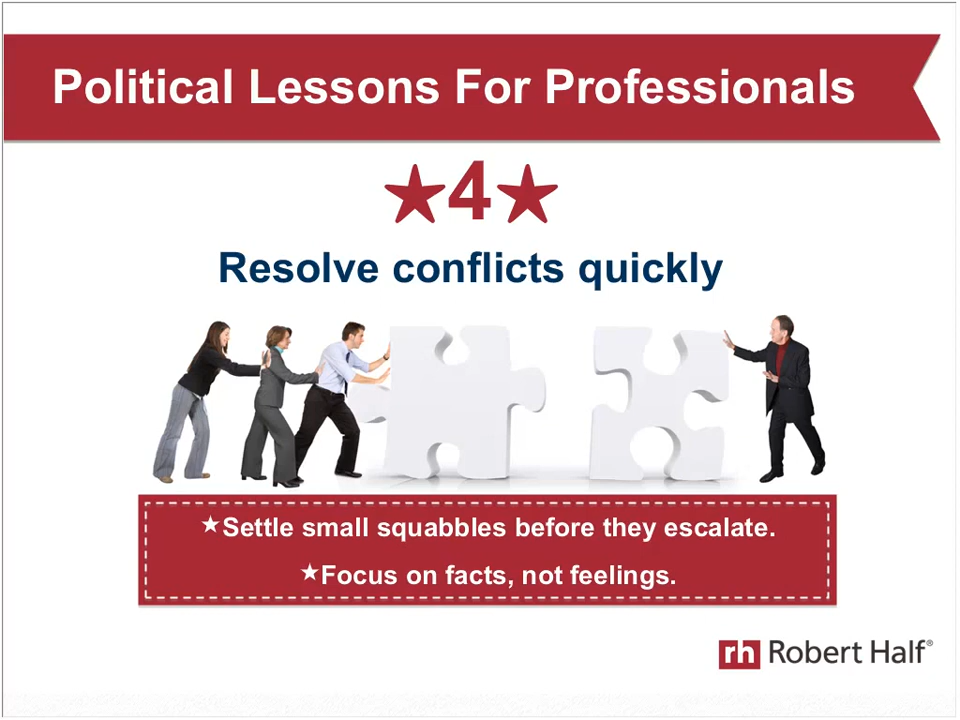 Political Lessons For Professionals
★4★
Resolve conflicts quickly
★Settle small squabbles before they escalate.
★Focus on facts, not feelings.
rh Robert Half®